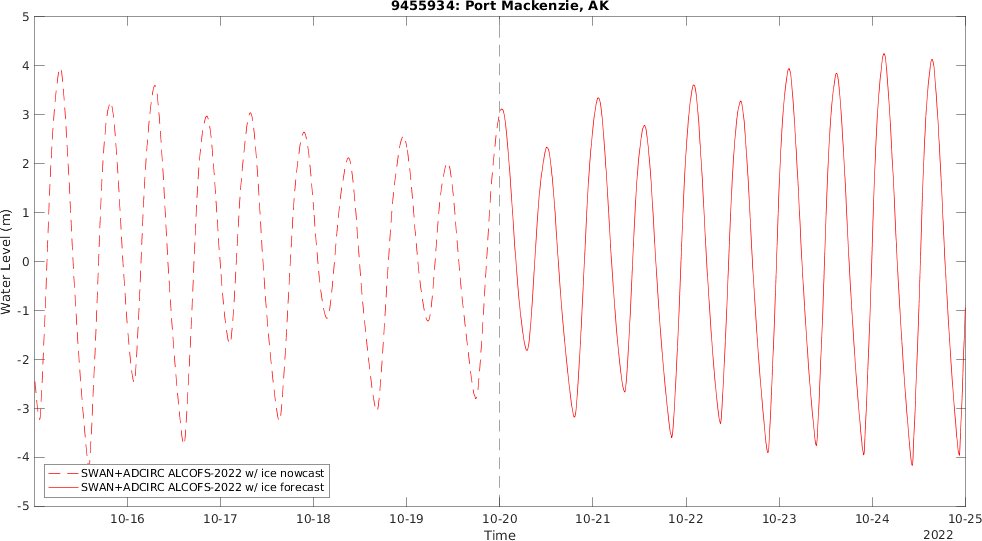 9455934: Port Mackenzie, AK
5
4
3
2
1
0
-1
-2
-3
-4
-5
Water Level (m)
SWAN+ADCIRC ALCOFS-2022 w/ ice nowcast
SWAN+ADCIRC ALCOFS-2022 w/ ice forecast
10-16 10-17 10-18 10-19 10-20 10-21 10-22 10-23 10-24 10-25
Time
2022